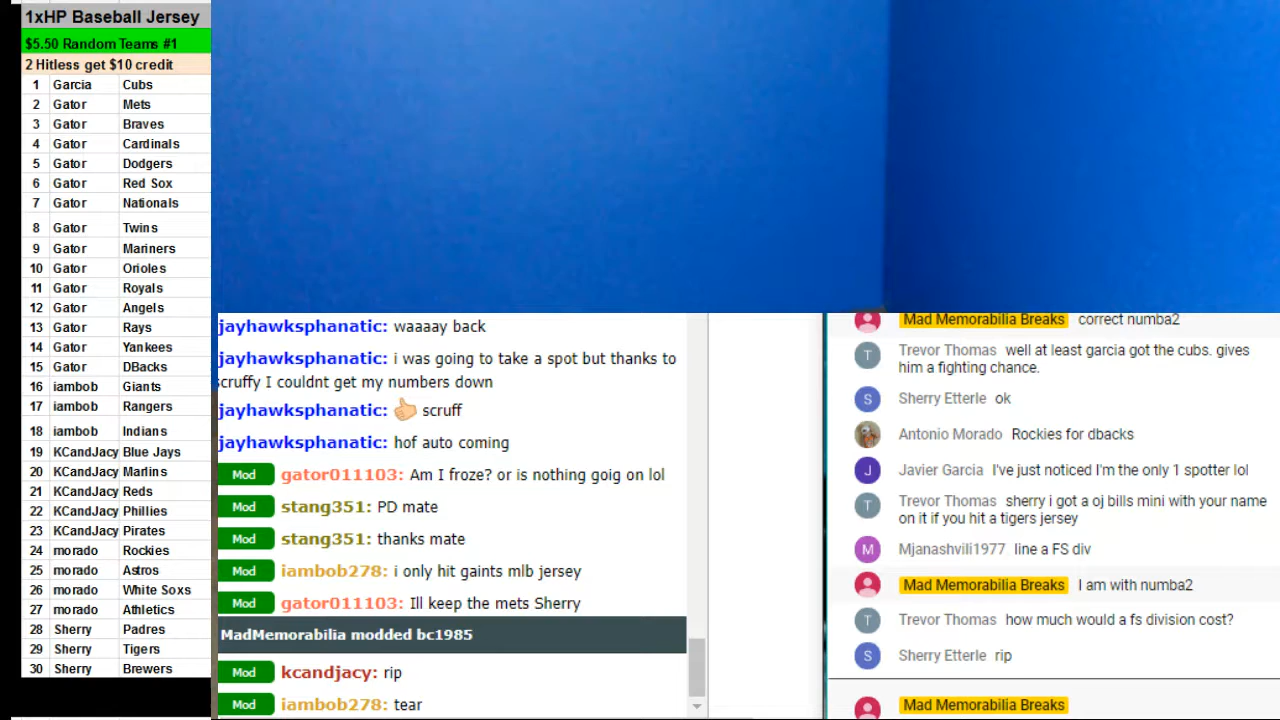 1xHP Baseball Jersey
$5.50 Random Teams #1
2 Hitless get $10 credit
1 Garcia Cubs
2 Gator Mets
3 Gator Braves
4 Gator Cardinals
5 Gator Dodgers
6 Gator Red Sox
7 Gator Nationals
8 Gator Twins
9 Gator Mariners
10 Gator Orioles
11 Gator Royals
12 Gator Angels
13 Gator Rays
14 Gator Yankees
15 Gator DBacks
16 iambob Giants
17 iambob Rangers
18 iambob Indians
19 KCandJacy Blue Jays
20 KCandJacy Marlins
21 KCandJacy Reds
22 KCandJacy Phillies
23 KCandJacy Pirates
24 morado Rockies
25 morado Astros
26 morado White Soxs
27 morado Athletics
28 Sherry Padres
29 Sherry Tigers
30 Sherry Brewers
jayhawksphanatic: waaaay back
jayhawksphanatic: i was going to take a spot but thanks to
scruffy I couldnt get my numbers down
jayhawksphanatic: scruff
jayhawksphanatic: hof auto coming
Mod gator011103: Am I froze? or is nothing goig on lol
Mod stang351: PD mate
Mod stang351: thanks mate
Mod iambob278: i only hit gaints mlb jersey
Mod gator011103: Ill keep the mets Sherry
MadMemorabilia modded bc1985
Mod kcandjacy: rip
Mod iambob278: tear
Mad Memorabilia Breaks correct numba2
T Trevor Thomas well at least garcia got the cubs. gives
him a fighting chance.
S Sherry Etterle ok
Antonio Morado Rockies for dbacks
J Javier Garcia I've just noticed I'm the only 1 spotter lol
T Trevor Thomas sherry i got a oj bills mini with your name
on it if you hit a tigers jersey
M Mjanashvili1977 line a FS div
Mad Memorabilia Breaks I am with numba2
T Trevor Thomas how much would a fs division cost?
S Sherry Etterle rip
Mad Memorabilia Breaks